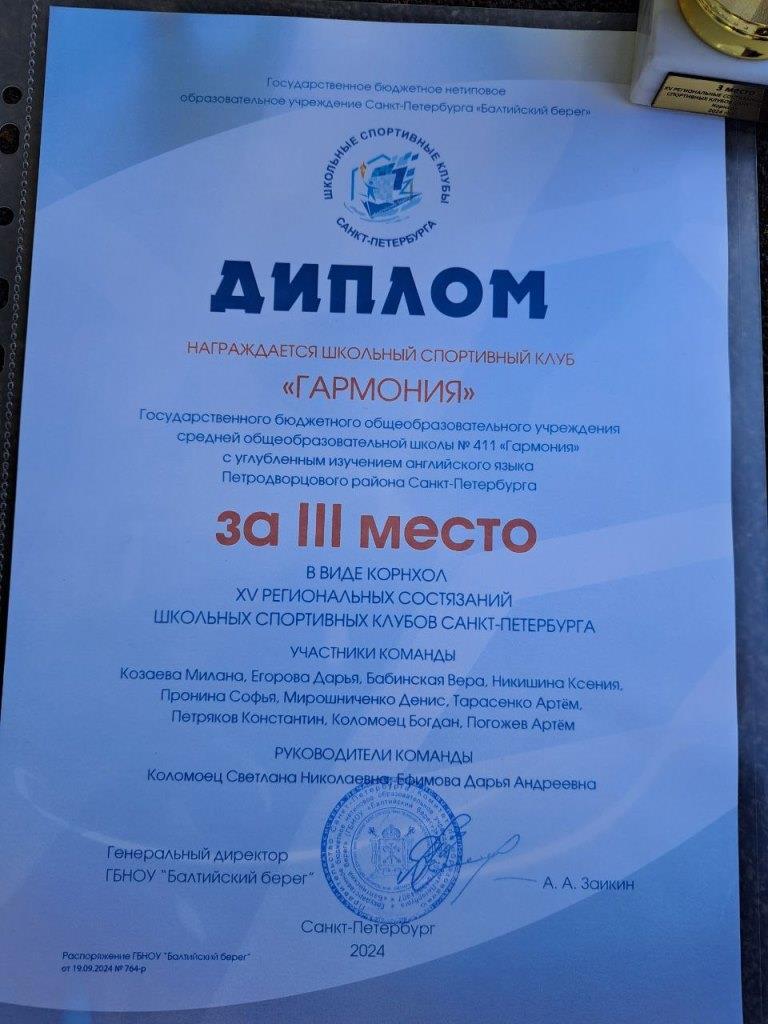 Государственное бюджетное нетиповое
образовательное учреждение Санкт-Петербурга «Балтийский берег»
ШКОЛЬНЫЕ СПОРТИВНЫЕ КЛУБЫ
САНКТ-ПЕТЕРБУРГА
ДИПЛОМ
НАГРАЖДАЕТСЯ ШКОЛЬНЫЙ СПОРТИВНЫЙ КЛУБ
«ГАРМОНИЯ»
Государственного бюджетного общеобразовательного учреждения
средней общеобразовательной школы № 411 «Гармония»
с углубленным изучением английского языка
Петродворцового района Санкт-Петербурга
за III место
В ВИДЕ КОРНХОЛ
XV РЕГИОНАЛЬНЫХ СОСТЯЗАНИЙ
ШКОЛЬНЫХ СПОРТИВНЫХ КЛУБОВ САНКТ-ПЕТЕРБУРГА
УЧАСТНИКИ КОМАНДЫ
Козаева Милана, Егорова Дарья, Бабинская Вера, Никишина Ксения,
Пронина Софья, Мирошниченко Денис, Тарасенко Артём,
Петряков Константин, Коломоец Богдан, Погожев Артём
РУКОВОДИТЕЛИ КОМАНДЫ
Коломоец Светлана Николаевна, Ефимова Дарья Андреевна
Генеральный директор
ГБНОУ "Балтийский берег"
А. А. Заикин
Санкт-Петербург
2024
Распоряжение ГБНОУ "Балтийский берег"
от 19.09.2024 № 764-р
3 место
XV РЕГИОНАЛЬНЫЕ
СПОРТИВНЫХ КЛУБОВ
2024